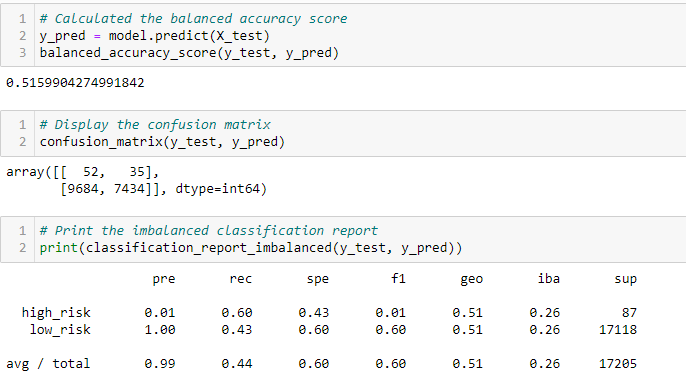 1 # Calculated the balanced accuracy score
2 y_pred = model.predict(X_test)
3 balanced_accuracy_score(y_test, y_pred)
0.5159904274991842
1 # Display the confusion matrix
2 confusion_matrix(y_test, y_pred)
array([[  52,   35],
       [9684, 7434]], dtype=int64)
1 # Print the imbalanced classification report
2 print(classification_report_imbalanced(y_test, y_pred))
pre rec spe f1 geo iba sup
high_risk 0.01 0.60 0.43 0.01 0.51 0.26 87
low_risk 1.00 0.43 0.60 0.60 0.51 0.26 17118
avg / total 0.99 0.44 0.60 0.60 0.51 0.26 17205